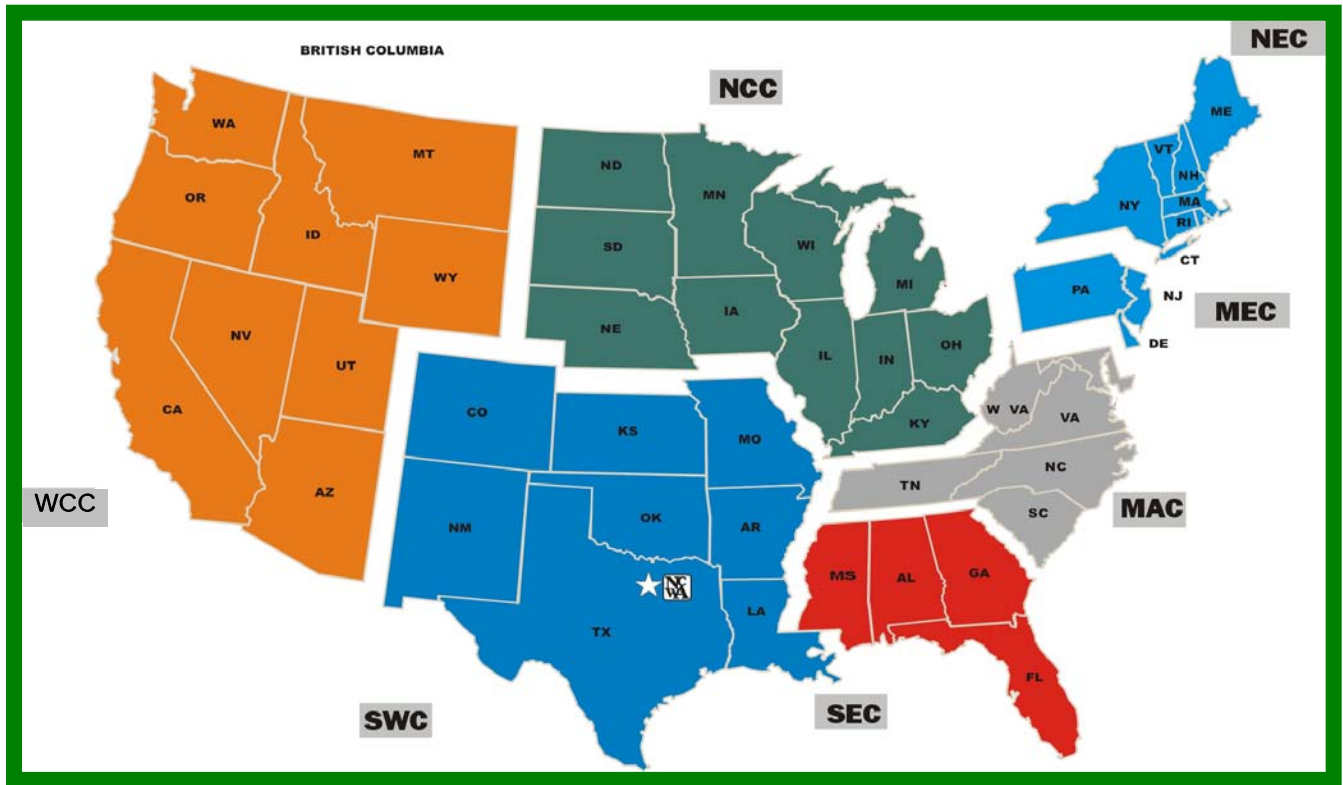 NEC
BRITISH COLUMBIA
NCC
ME
WA
MT
VT
ND
NH
MN
OR
MA
NY
RI
ID
SD
WI
CT
WY
MI
PA
NJ
MEC
IA
NE
NV
DE
OH
IL
IN
UT
CA
CO
W VA
VA
KY
KS
MO
NC
TN
AZ
WCC
MAC
SC
OK
NM
AR
GA
MS
AL
NC
WA
LA
TX
FL
SEC
SWC